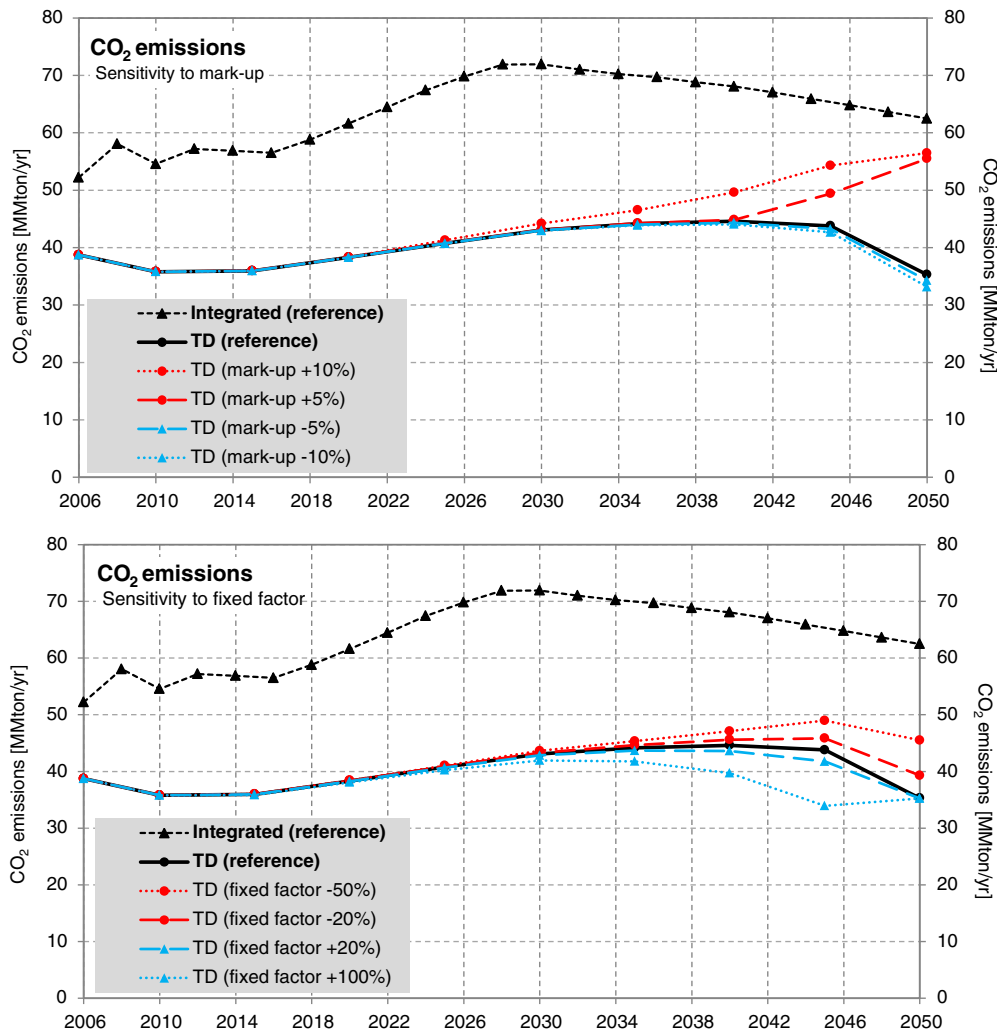 CO2 emissions
Sensitivity to mark-up
80
70
60
50
40
30
20
10
0
80
70
60
50
40
30
20
10
0
CO2 emissions [MMton/yr]
CO2 emissions [MMton/yr]
Integrated (reference)
TD (reference)
TD (mark-up +10%)
TD (mark-up +5%)
TD (mark-up -5%)
TD (mark-up -10%)
2006 2010 2014 2018 2022 2026 2030 2034 2038 2042 2046 2050
CO2 emissions
Sensitivity to fixed factor
80
70
60
50
40
30
20
10
0
80
70
60
50
40
30
20
10
0
CO2 emissions [MMton/yr]
CO2 emissions [MMton/yr]
Integrated (reference)
TD (reference)
TD (fixed factor -50%)
TD (fixed factor -20%)
TD (fixed factor +20%)
TD (fixed factor +100%)
2006 2010 2014 2018 2022 2026 2030 2034 2038 2042 2046 2050